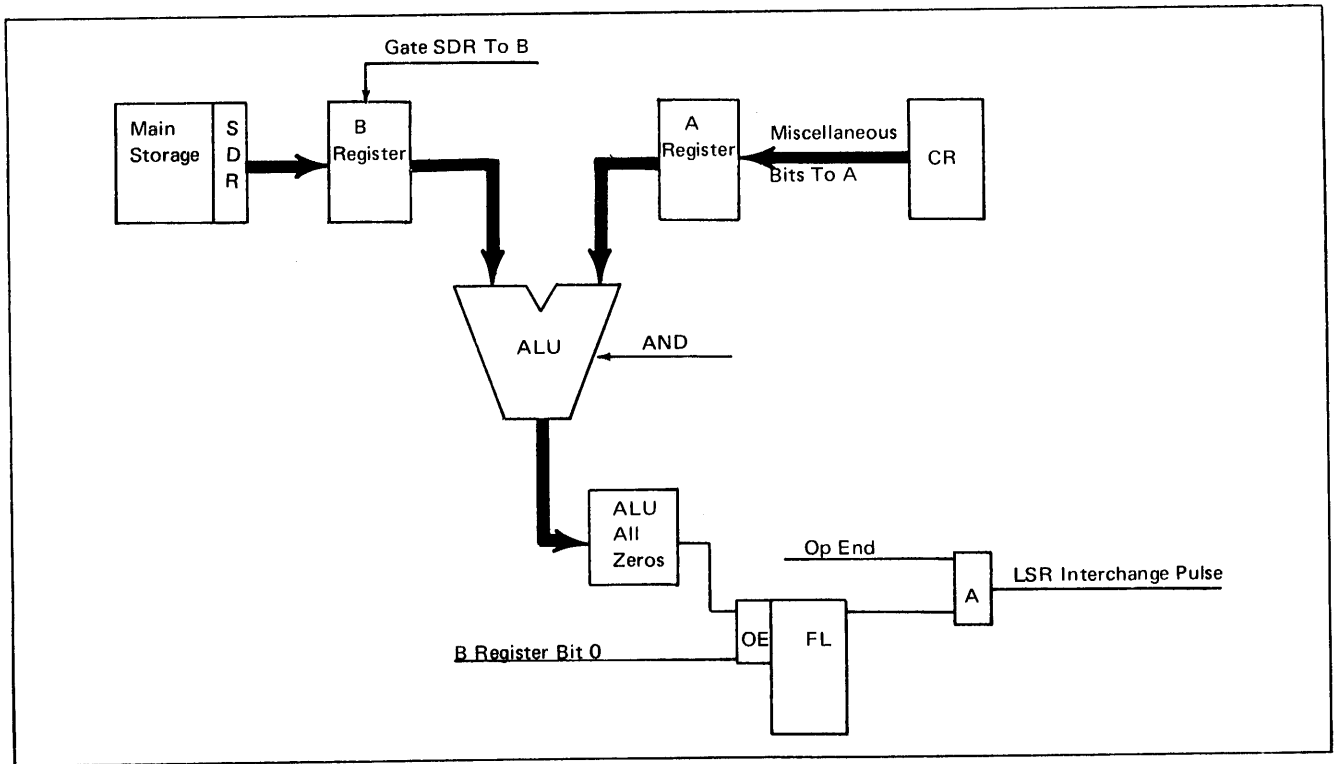 Gate SDR To B
Main
Storage
S
D
R
B
Register
A
Register
Miscellaneous
Bits To A
CR
ALU
AND
ALU
All
Zeros
Op End
A
LSR Interchange Pulse
OE
FL
B Register Bit 0